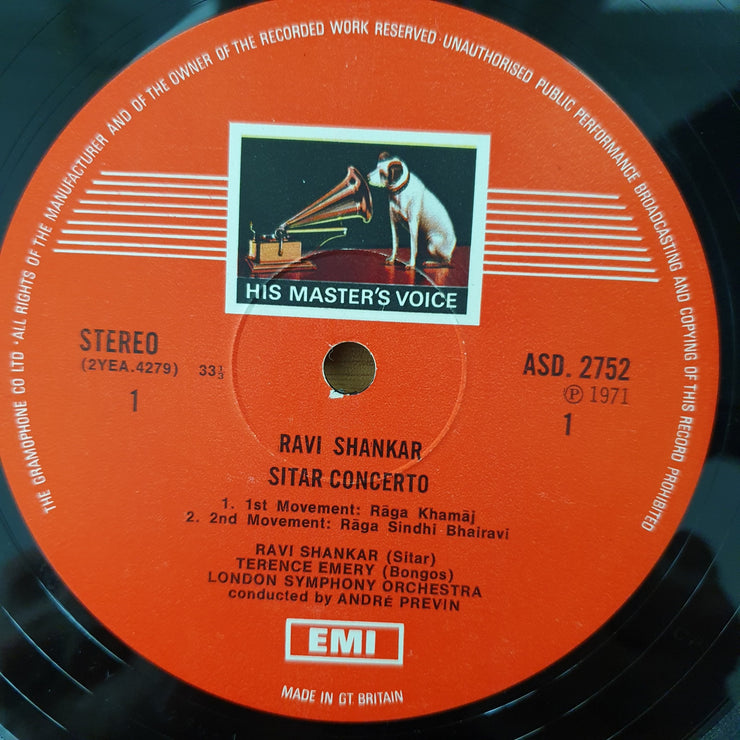 THE GRAMOPHONE CO LTD · ALL RIGHTS OF THE MANUFACTURER AND OF THE OWNER OF THE RECORDED WORK RESERVED · UNAUTHORISED PUBLIC PERFORMANCE BROADCASTING AND COPYING OF THIS RECORD PROHIBITED
HIS MASTER'S VOICE
STEREO
(2YEA.4279) 33⅓
1
ASD. 2752
Ⓟ 1971
1
RAVI SHANKAR
SITAR CONCERTO
1. 1st Movement: Rāga Khamāj
2. 2nd Movement: Rāga Sindhi Bhairavi
RAVI SHANKAR (Sitar)
TERENCE EMERY (Bongos)
LONDON SYMPHONY ORCHESTRA
conducted by ANDRÉ PREVIN
EMI
MADE IN GT BRITAIN